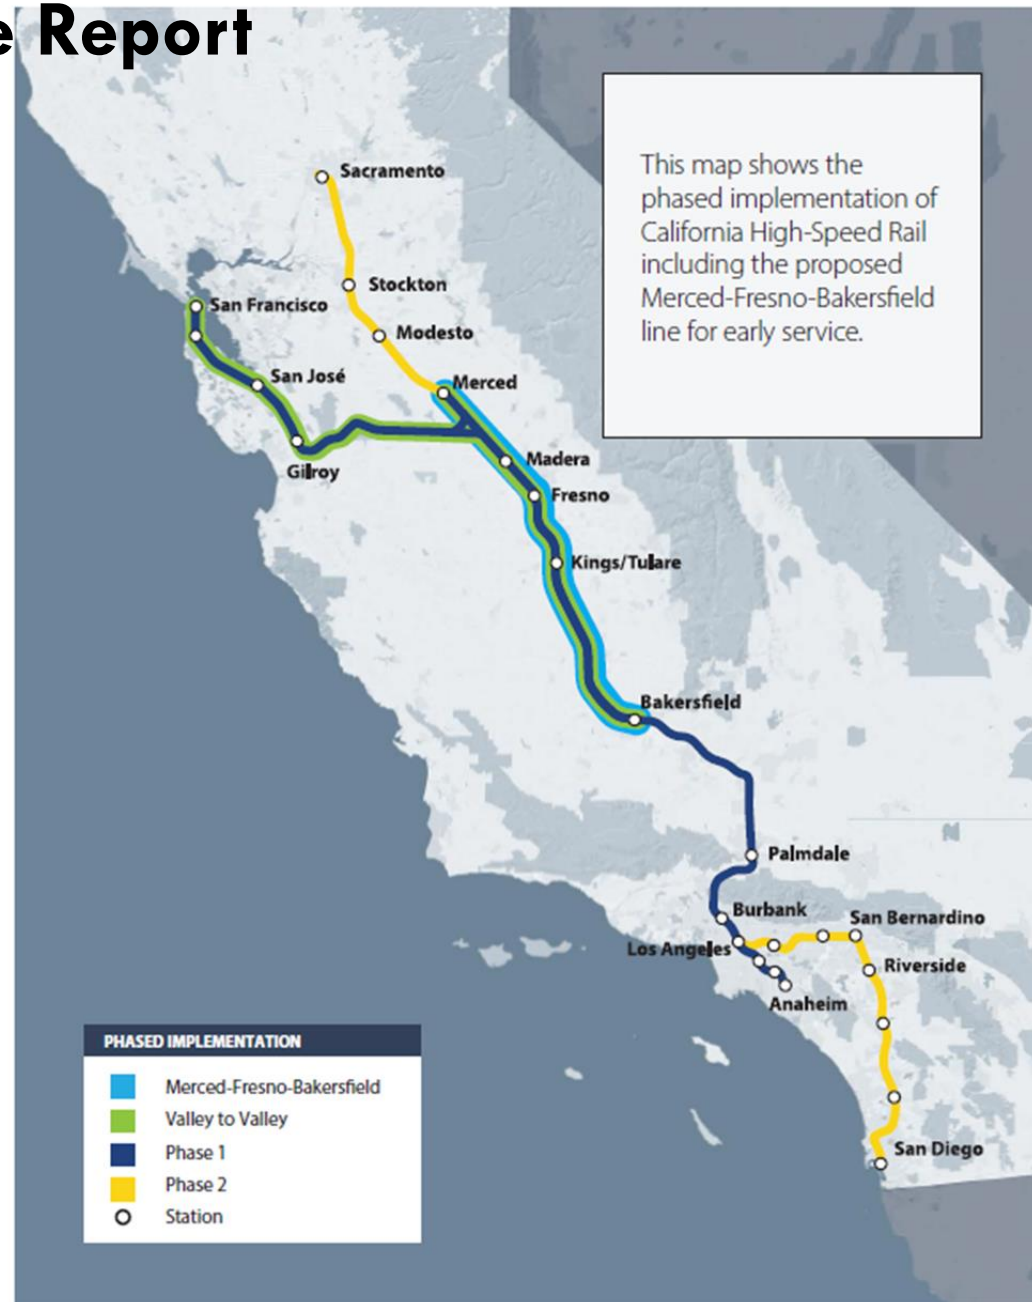 e Report
This map shows the
phased implementation of
California High-Speed Rail
including the proposed
Merced-Fresno-Bakersfield
line for early service.
Sacramento
Stockton
San Francisco
Modesto
San José
Merced
Gilroy
Madera
Fresno
Kings/Tulare
Bakersfield
Palmdale
Burbank
San Bernardino
Los Angeles
Riverside
Anaheim
San Diego
PHASED IMPLEMENTATION
Merced-Fresno-Bakersfield
Valley to Valley
Phase 1
Phase 2
Station